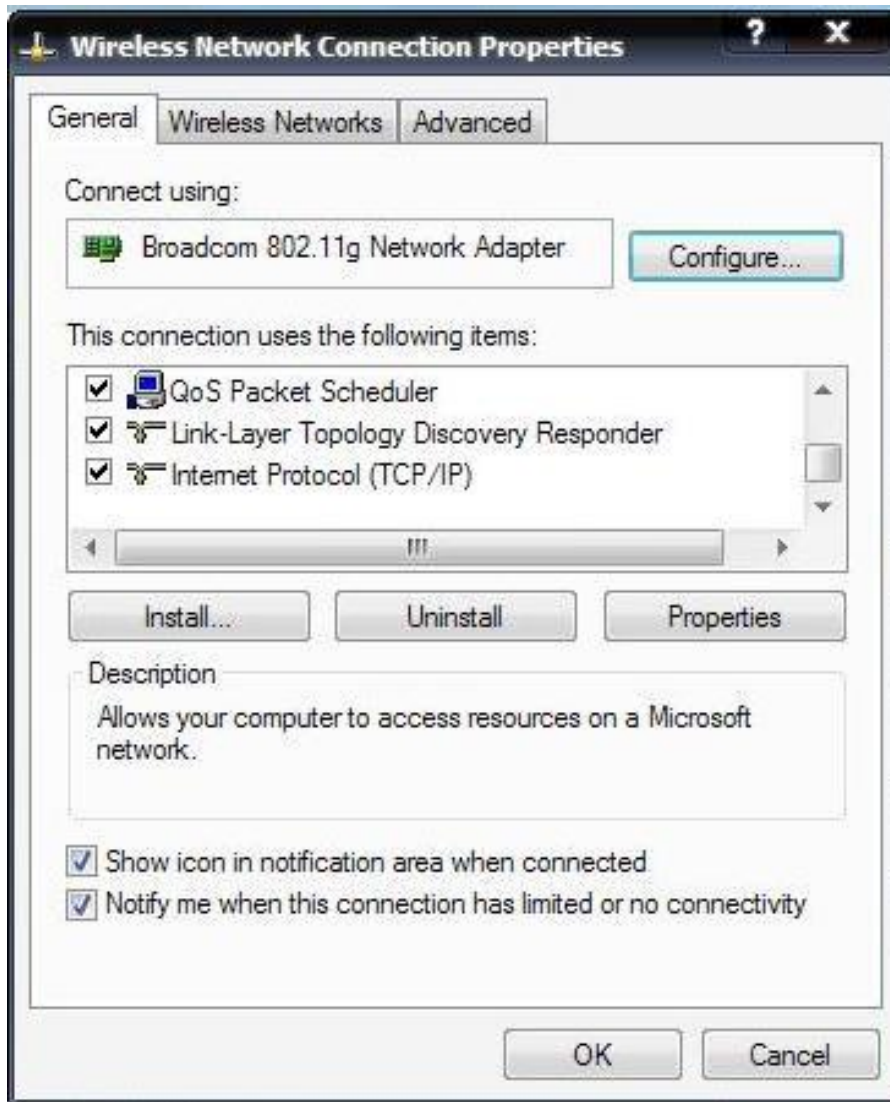 Wireless Network Connection Properties
General Wireless Networks Advanced
Connect using:
Broadcom 802.11g Network Adapter Configure...
This connection uses the following items:
QoS Packet Scheduler
Link-Layer Topology Discovery Responder
Internet Protocol (TCP/IP)
Install... Uninstall Properties
Description
Allows your computer to access resources on a Microsoft
network.
Show icon in notification area when connected
Notify me when this connection has limited or no connectivity
OK Cancel